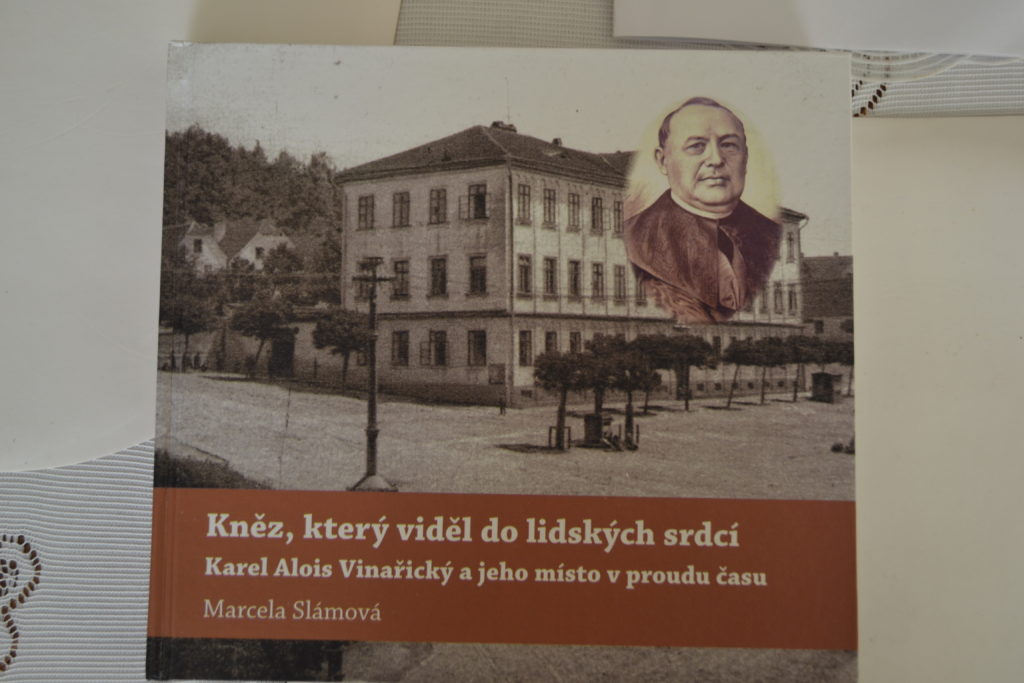 Kněz, který viděl do lidských srdcí
Karel Alois Vinařický a jeho místo v proudu času
Marcela Slámová